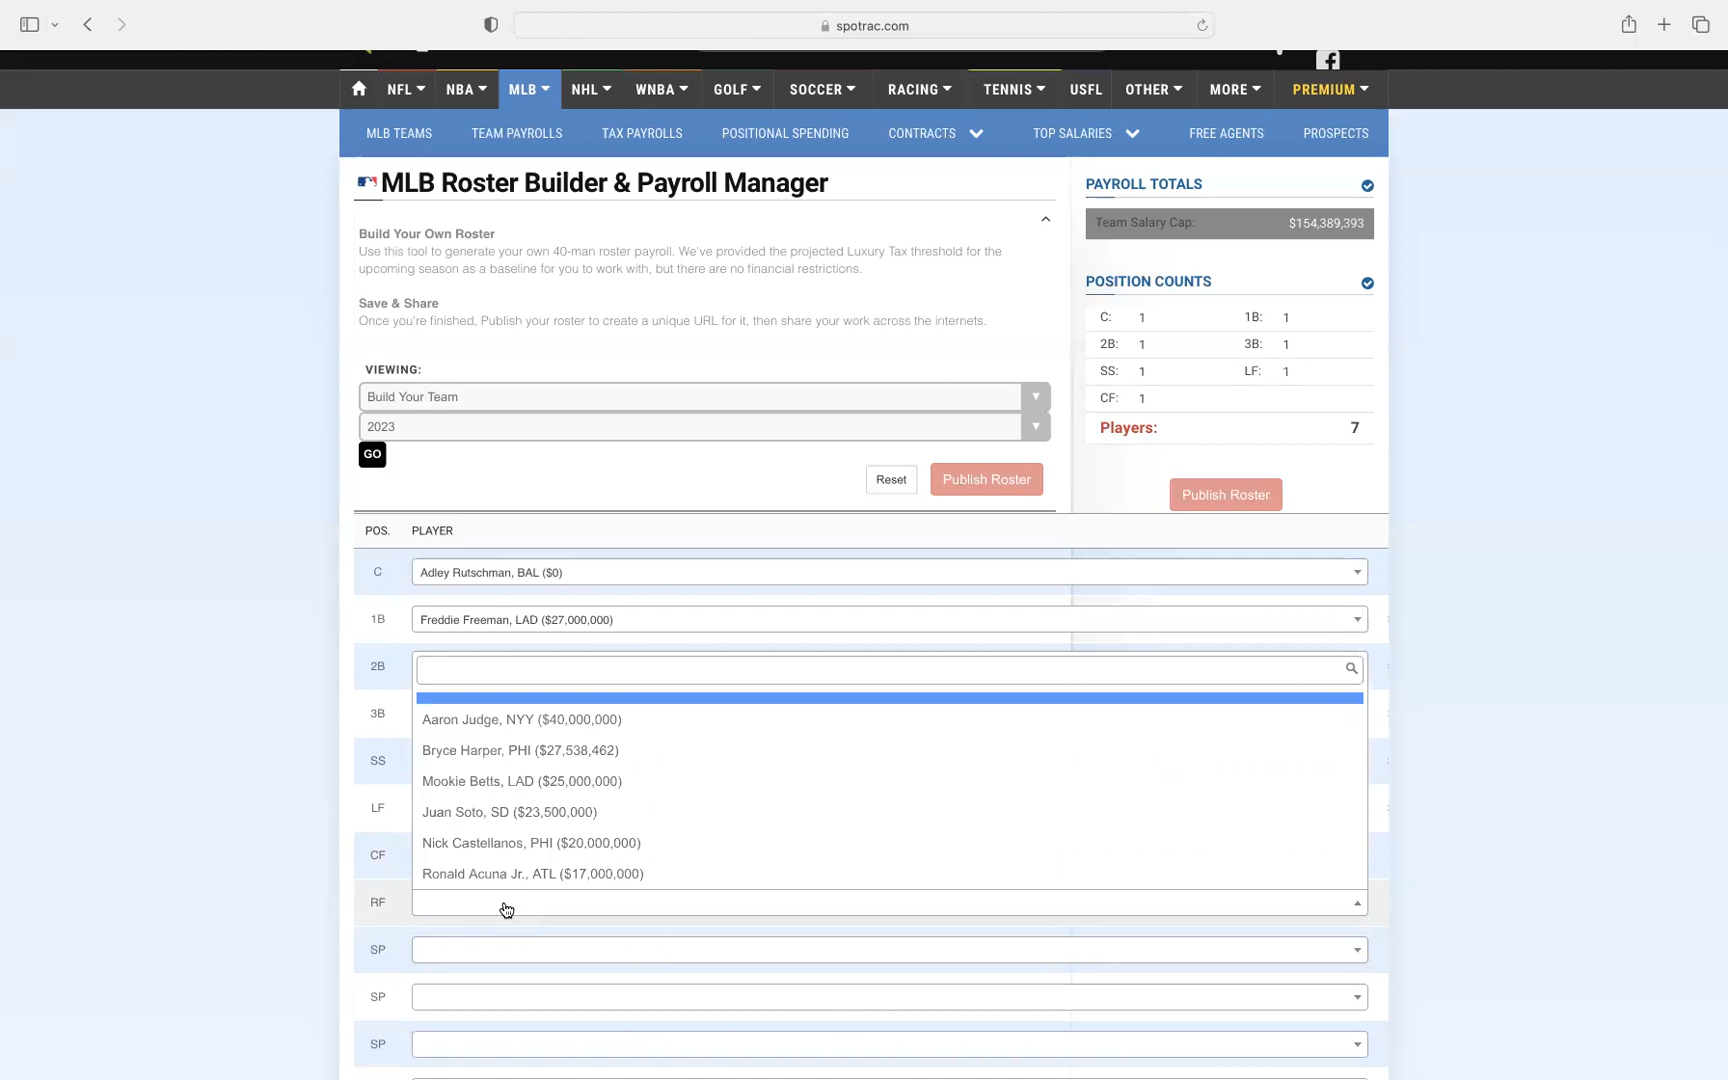 spotrac.com
NFL NBA MLB NHL WNBA GOLF SOCCER RACING TENNIS USFL OTHER MORE PREMIUM
MLB TEAMS TEAM PAYROLLS TAX PAYROLLS POSITIONAL SPENDING CONTRACTS TOP SALARIES FREE AGENTS PROSPECTS
MLB Roster Builder & Payroll Manager
Build Your Own Roster
Use this tool to generate your own 40-man roster payroll. We've provided the projected Luxury Tax threshold for the
upcoming season as a baseline for you to work with, but there are no financial restrictions.
Save & Share
Once you're finished, Publish your roster to create a unique URL for it, then share your work across the internets.
VIEWING:
Build Your Team
2023
GO
Reset Publish Roster
PAYROLL TOTALS
Team Salary Cap: $154,389,393
POSITION COUNTS
C: 1 1B: 1
2B: 1 3B: 1
SS: 1 LF: 1
CF: 1
Players: 7
Publish Roster
POS. PLAYER
C Adley Rutschman, BAL ($0)
1B Freddie Freeman, LAD ($27,000,000)
2B
3B
SS
LF
CF
RF
Aaron Judge, NYY ($40,000,000)
Bryce Harper, PHI ($27,538,462)
Mookie Betts, LAD ($25,000,000)
Juan Soto, SD ($23,500,000)
Nick Castellanos, PHI ($20,000,000)
Ronald Acuna Jr., ATL ($17,000,000)
SP
SP
SP